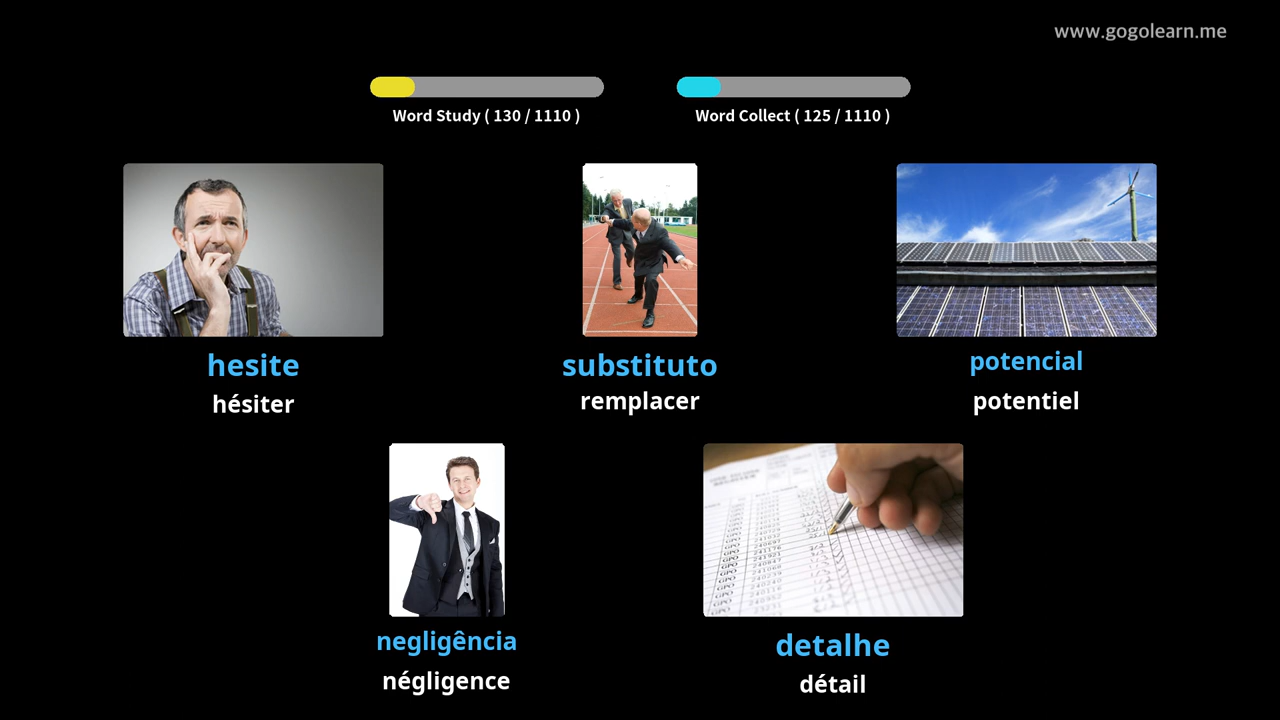 www.gogolearn.me
Word Study ( 130 / 1110 )
Word Collect ( 125 / 1110 )
hesite
hésiter
substituto
remplacer
potencial
potentiel
negligência
négligence
detalhe
détail